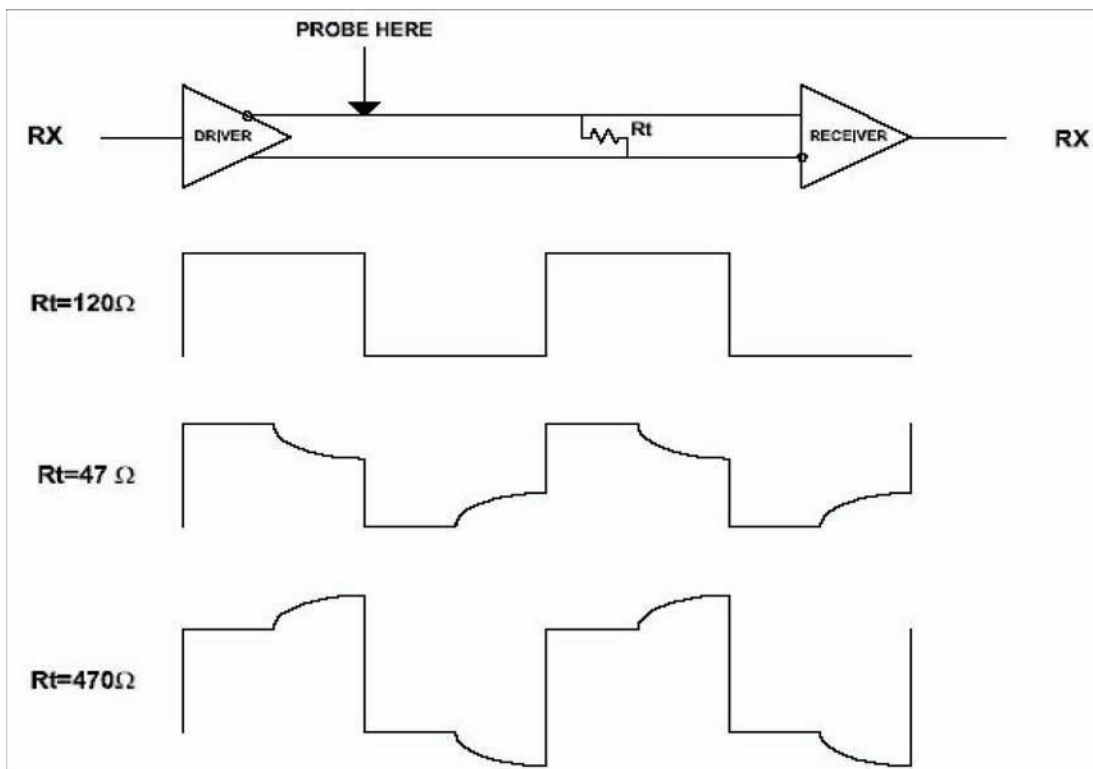 PROBE HERE
RX
DRIVER
Rt
RECEIVER
RX
Rt=120Ω
Rt=47 Ω
Rt=470Ω